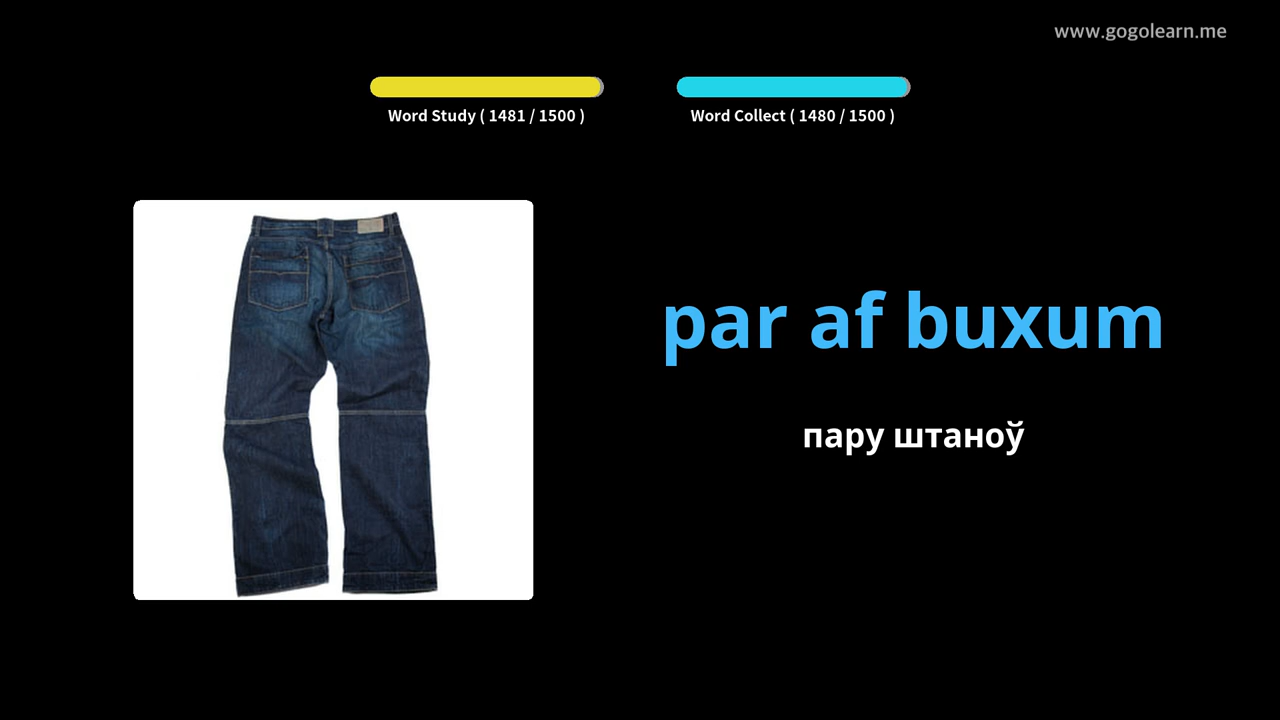 www.gogolearn.me
Word Study ( 1481 / 1500 )
Word Collect ( 1480 / 1500 )
par af buxum
пару штаноў